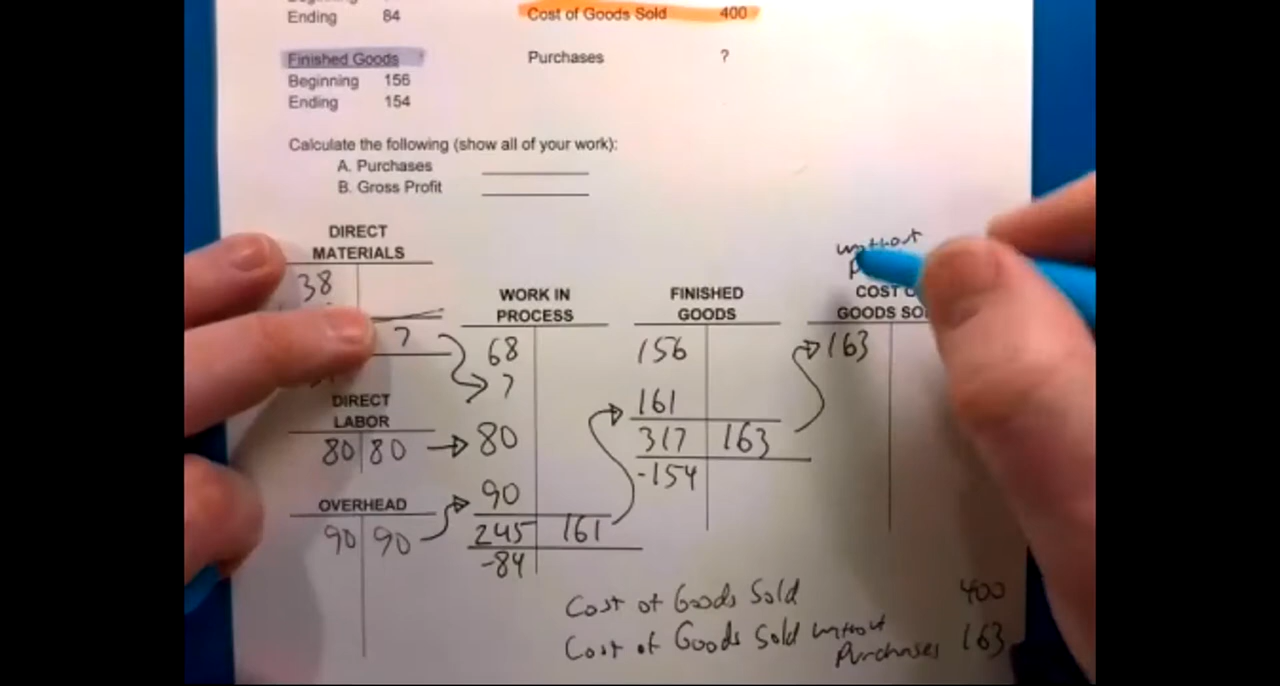 Ending 84
Cost of Goods Sold 400
Finished Goods
Purchases ?
Beginning 156
Ending 154
Calculate the following (show all of your work):
A. Purchases
B. Gross Profit
DIRECT
MATERIALS
38
7
DIRECT
LABOR
80 80
OVERHEAD
90 90
WORK IN
PROCESS
68
7
80
90
245 161
-84
FINISHED
GOODS
156
161
317 163
-154
without
COST
GOODS
163
Cost of Goods Sold 400
Cost of Goods Sold without
Purchases 163